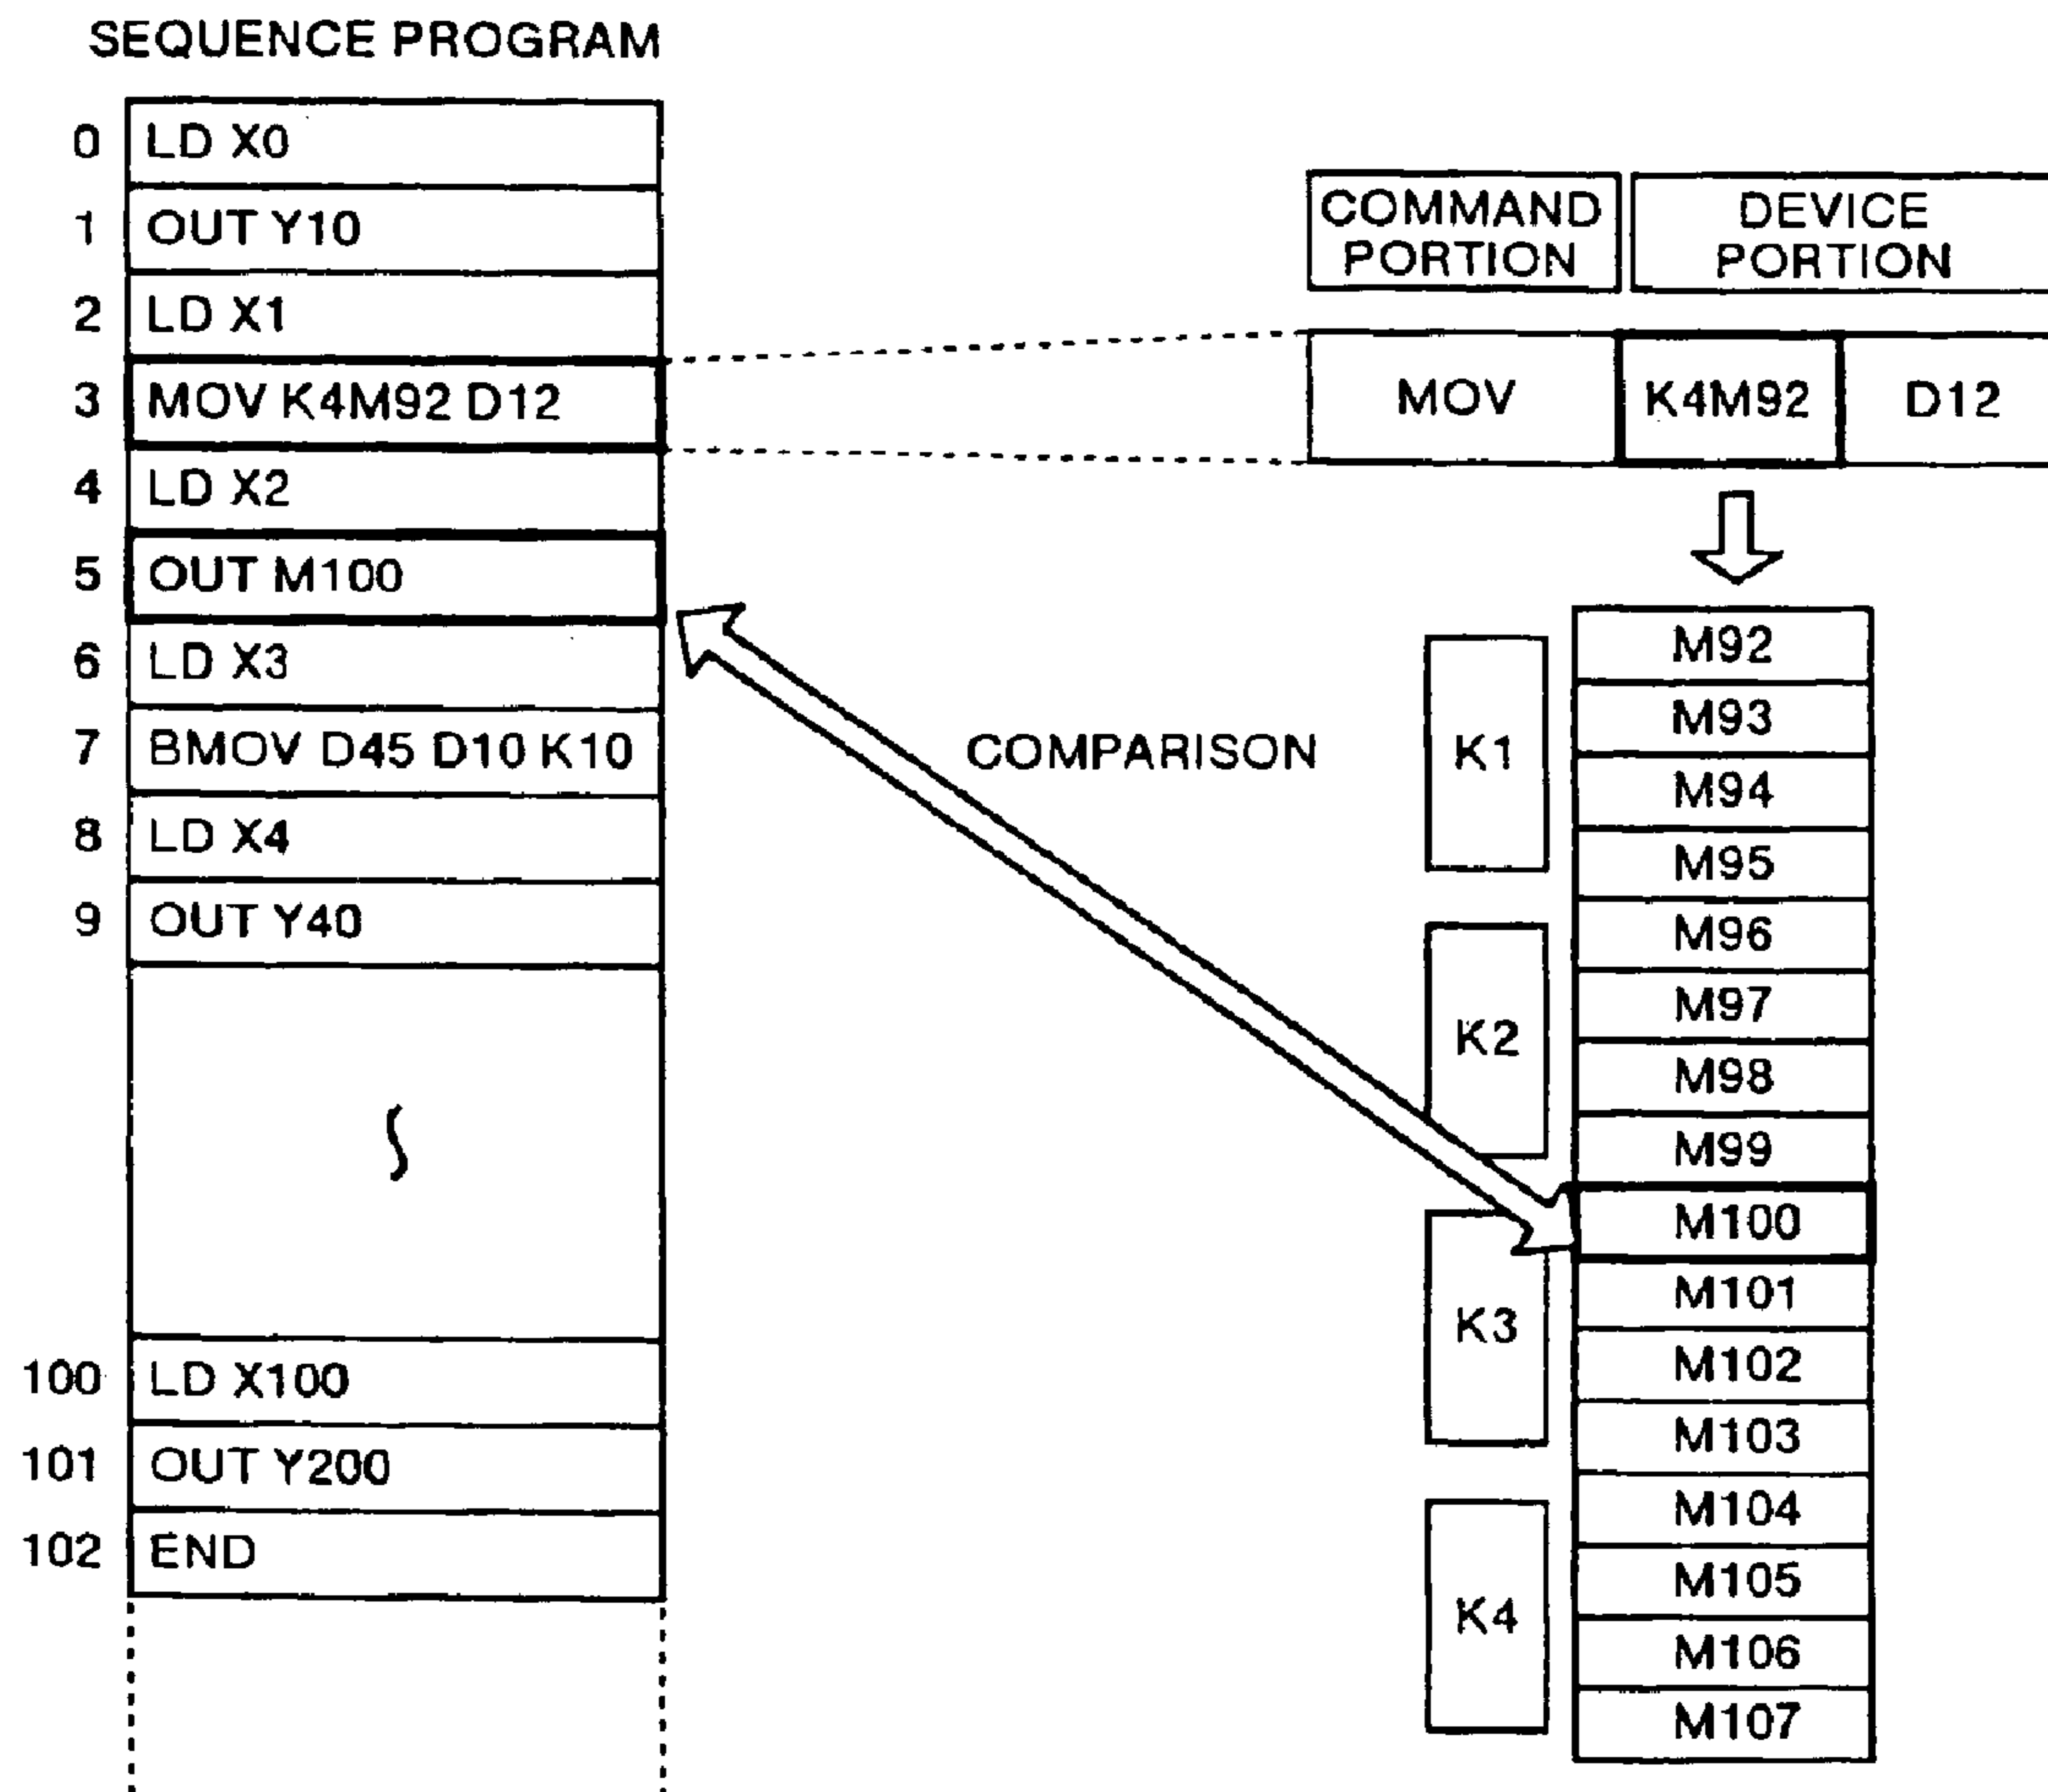 SEQUENCE PROGRAM
0 LD X0
1 OUT Y10
2 LD X1
3 MOV K4M92 D12
4 LD X2
5 OUT M100
6 LD X3
7 BMOV D45 D10 K10
8 LD X4
9 OUT Y40
100 LD X100
101 OUT Y200
102 END
COMMAND
PORTION
DEVICE
PORTION
MOV K4M92 D12
COMPARISON
K1
K2
K3
K4
M92
M93
M94
M95
M96
M97
M98
M99
M100
M101
M102
M103
M104
M105
M106
M107